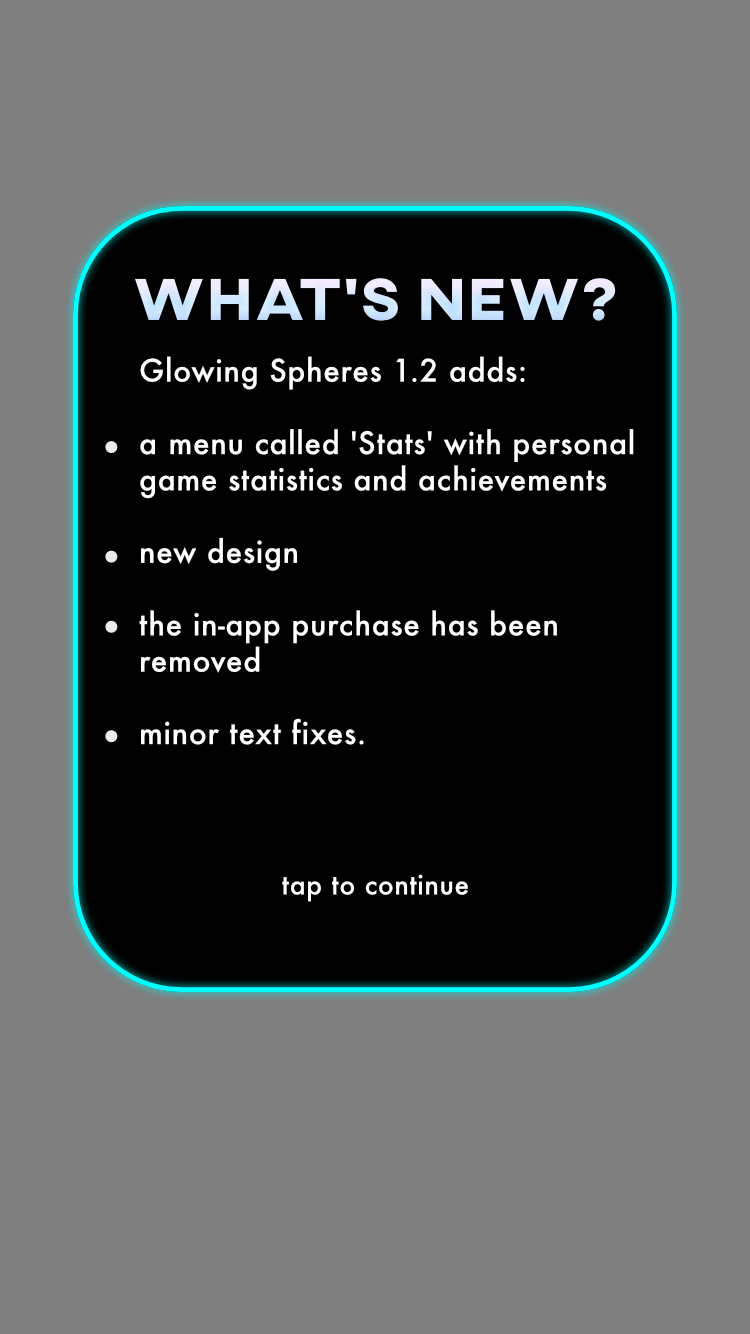 WHAT'S NEW?
Glowing Spheres 1.2 adds:
• a menu called 'Stats' with personal
game statistics and achievements
• new design
• the in-app purchase has been
removed
• minor text fixes.
tap to continue